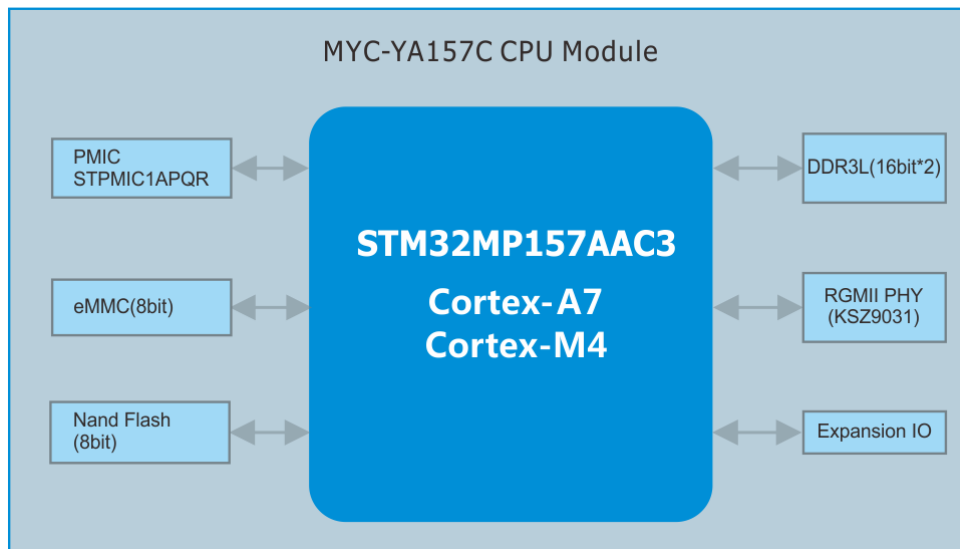 MYC-YA157C CPU Module
PMIC
STPMIC1APQR
eMMC(8bit)
Nand Flash
(8bit)
STM32MP157AAC3
Cortex-A7
Cortex-M4
DDR3L(16bit*2)
RGMII PHY
(KSZ9031)
Expansion IO